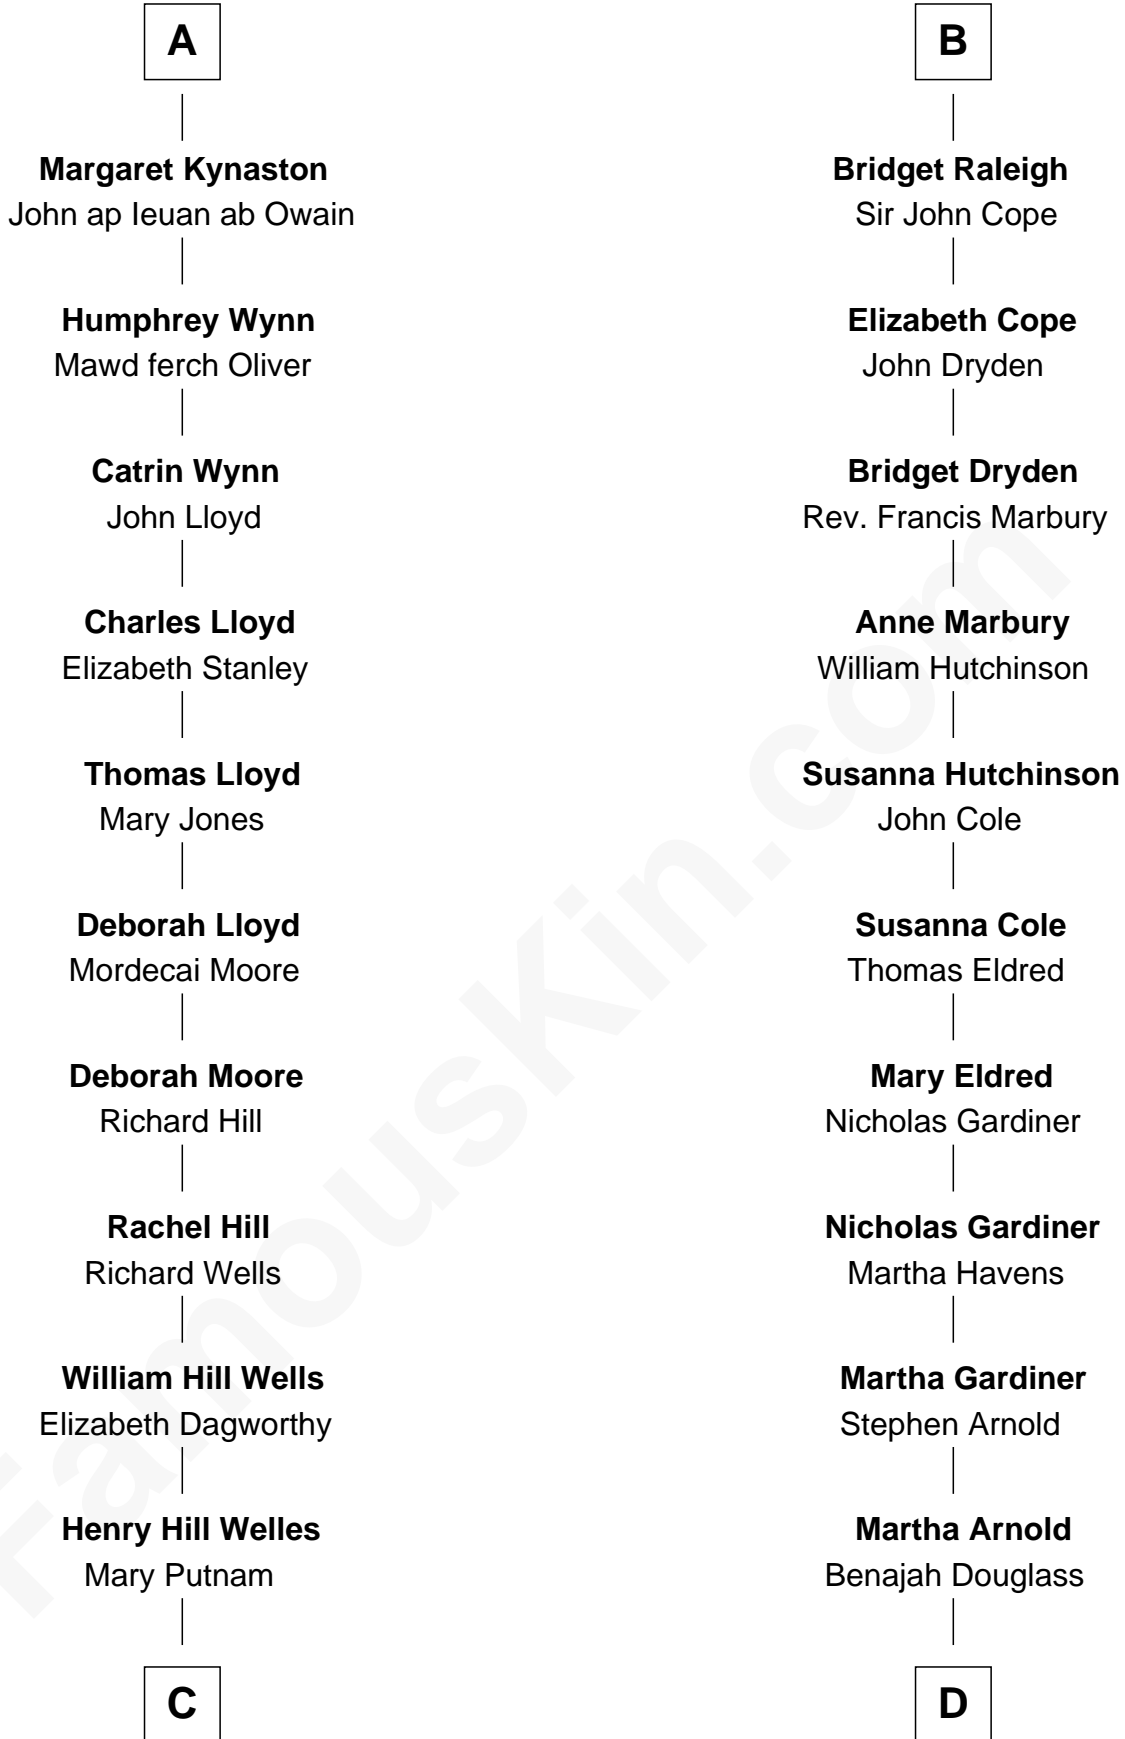 A
Margaret Kynaston
John ap Ieuan ab Owain
Humphrey Wynn
Mawd ferch Oliver
Catrin Wynn
John Lloyd
Charles Lloyd
Elizabeth Stanley
Thomas Lloyd
Mary Jones
Deborah Lloyd
Mordecai Moore
Deborah Moore
Richard Hill
Rachel Hill
Richard Wells
William Hill Wells
Elizabeth Dagworthy
Henry Hill Welles
Mary Putnam
C
B
Bridget Raleigh
Sir John Cope
Elizabeth Cope
John Dryden
Bridget Dryden
Rev. Francis Marbury
Anne Marbury
William Hutchinson
Susanna Hutchinson
John Cole
Susanna Cole
Thomas Eldred
Mary Eldred
Nicholas Gardiner
Nicholas Gardiner
Martha Havens
Martha Gardiner
Stephen Arnold
Martha Arnold
Benajah Douglass
D
FamousKin.com